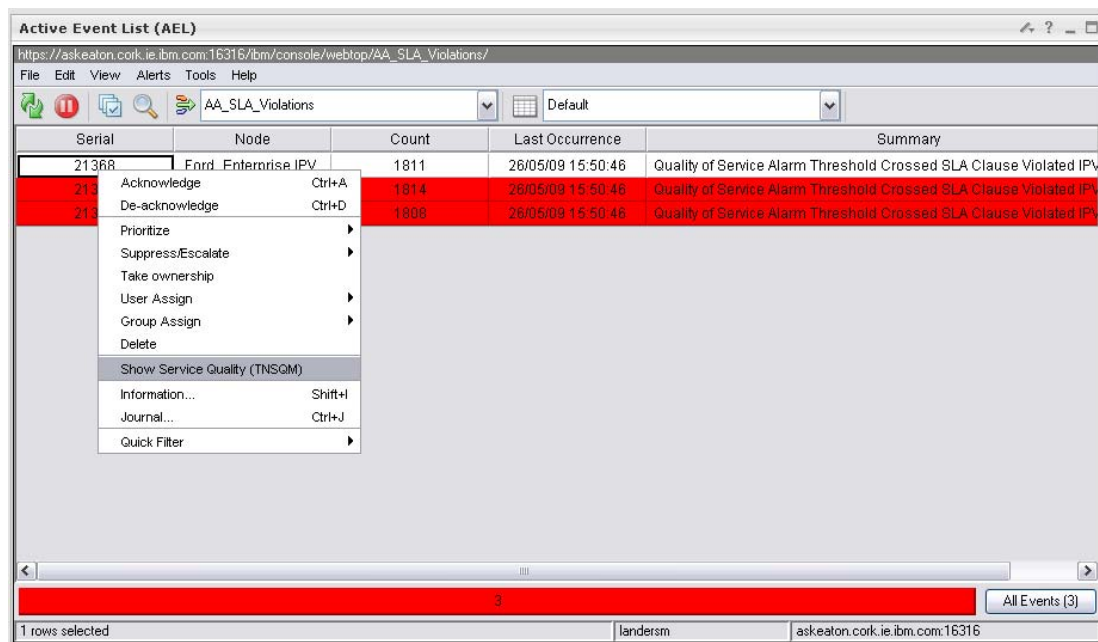 Active Event List (AEL) ?
https://askeaton.cork.ie.ibm.com:16316/ibm/console/webtop/AA_SLA_Violations/
File Edit View Alerts Tools Help
AA_SLA_Violations Default
Serial Node Count Last Occurrence Summary
21368 Ford_Enterprise IPV 1811 26/05/09 15:50:46 Quality of Service Alarm Threshold Crossed SLA Clause Violated IPV
213 1814 26/05/09 15:50:46 Quality of Service Alarm Threshold Crossed SLA Clause Violated IPV
213 1808 26/05/09 15:50:46 Quality of Service Alarm Threshold Crossed SLA Clause Violated IPV
Acknowledge Ctrl+A
De-acknowledge Ctrl+D
Prioritize
Suppress/Escalate
Take ownership
User Assign
Group Assign
Delete
Show Service Quality (TNSQM)
Information... Shift+I
Journal... Ctrl+J
Quick Filter
3
All Events (3)
1 rows selected landersm askeaton.cork.ie.ibm.com:16316